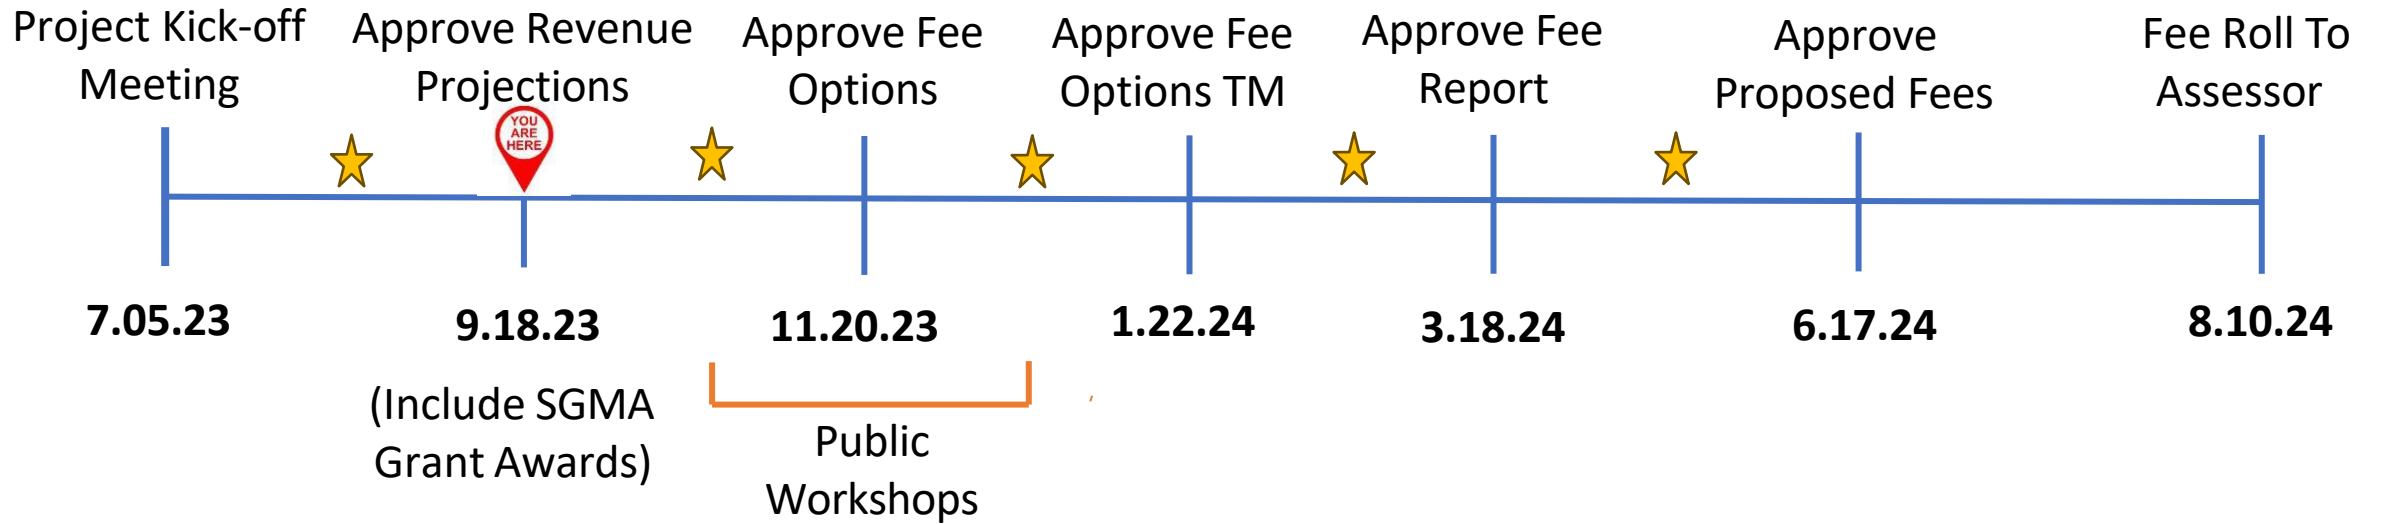 Project Kick-off
Meeting
Approve Revenue
Projections
Approve Fee
Options
Approve Fee
Options TM
Approve Fee
Report
Approve
Proposed Fees
Fee Roll To
Assessor
YOU
ARE
HERE
7.05.23
9.18.23
11.20.23
1.22.24
3.18.24
6.17.24
8.10.24
(Include SGMA
Grant Awards)
Public
Workshops
,